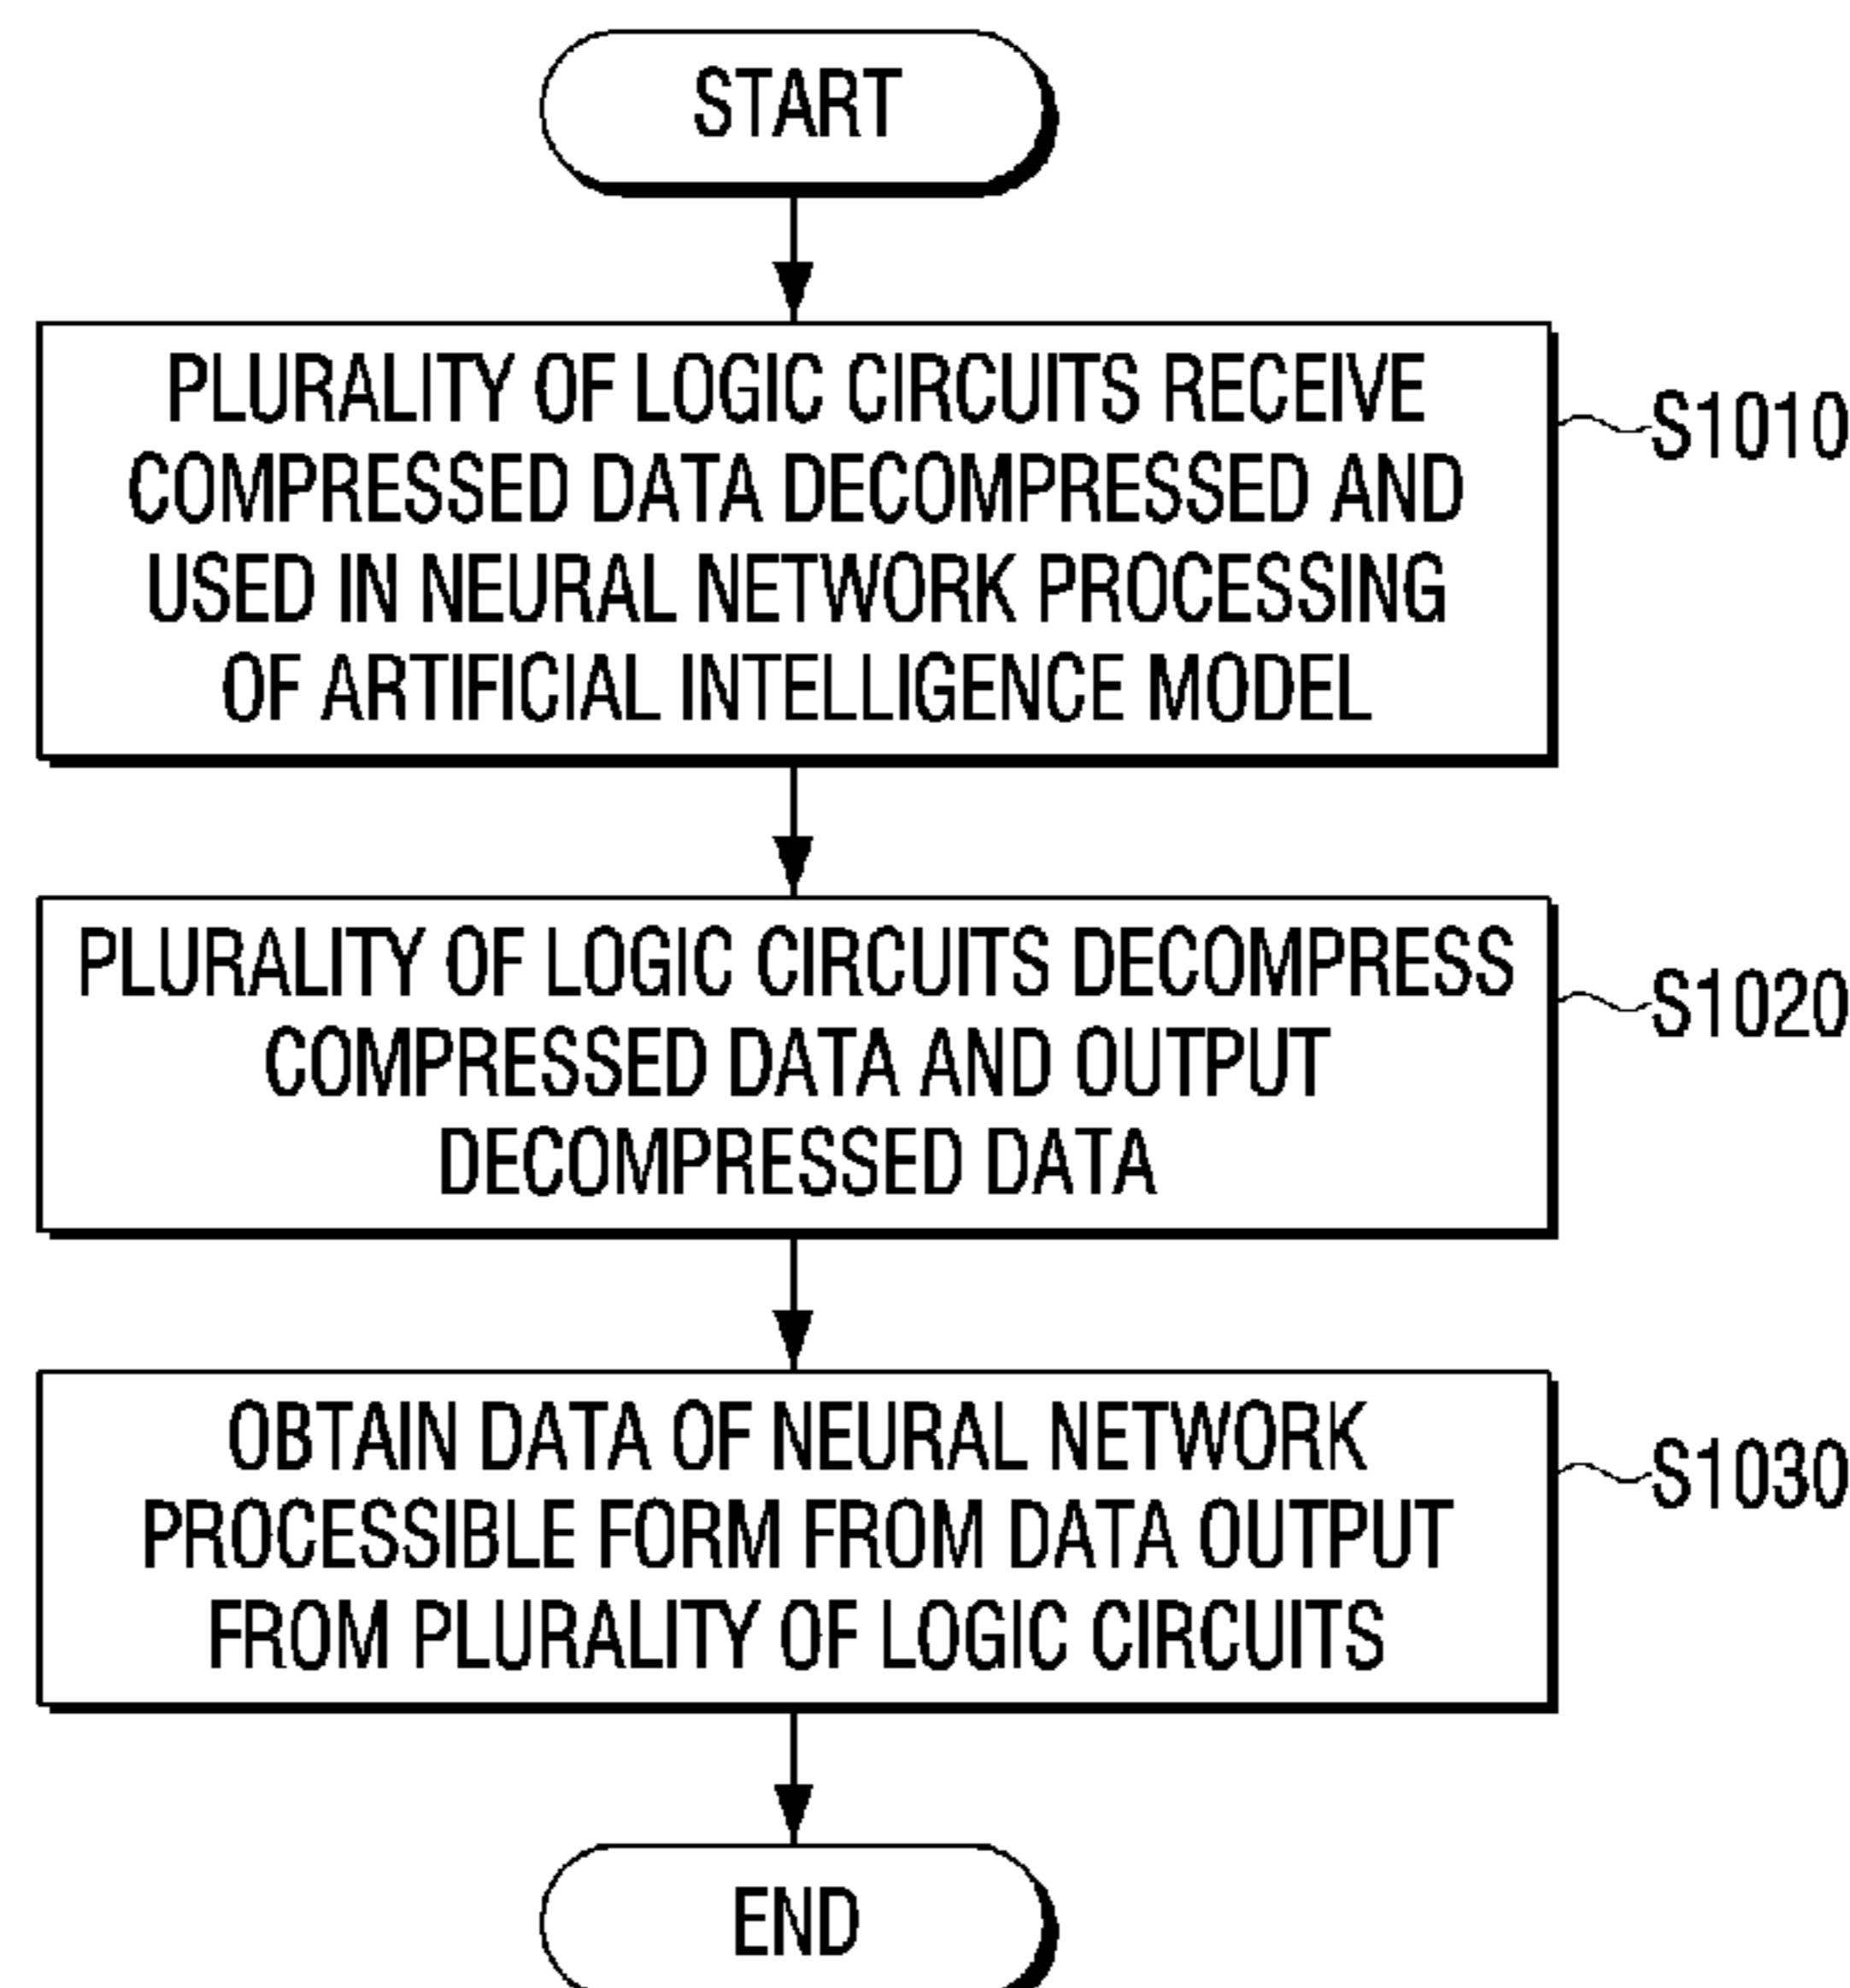 START
PLURALITY OF LOGIC CIRCUITS RECEIVE
COMPRESSED DATA DECOMPRESSED AND
USED IN NEURAL NETWORK PROCESSING
OF ARTIFICIAL INTELLIGENCE MODEL
S1010
PLURALITY OF LOGIC CIRCUITS DECOMPRESS
COMPRESSED DATA AND OUTPUT
DECOMPRESSED DATA
S1020
OBTAIN DATA OF NEURAL NETWORK
PROCESSIBLE FORM FROM DATA OUTPUT
FROM PLURALITY OF LOGIC CIRCUITS
S1030
END